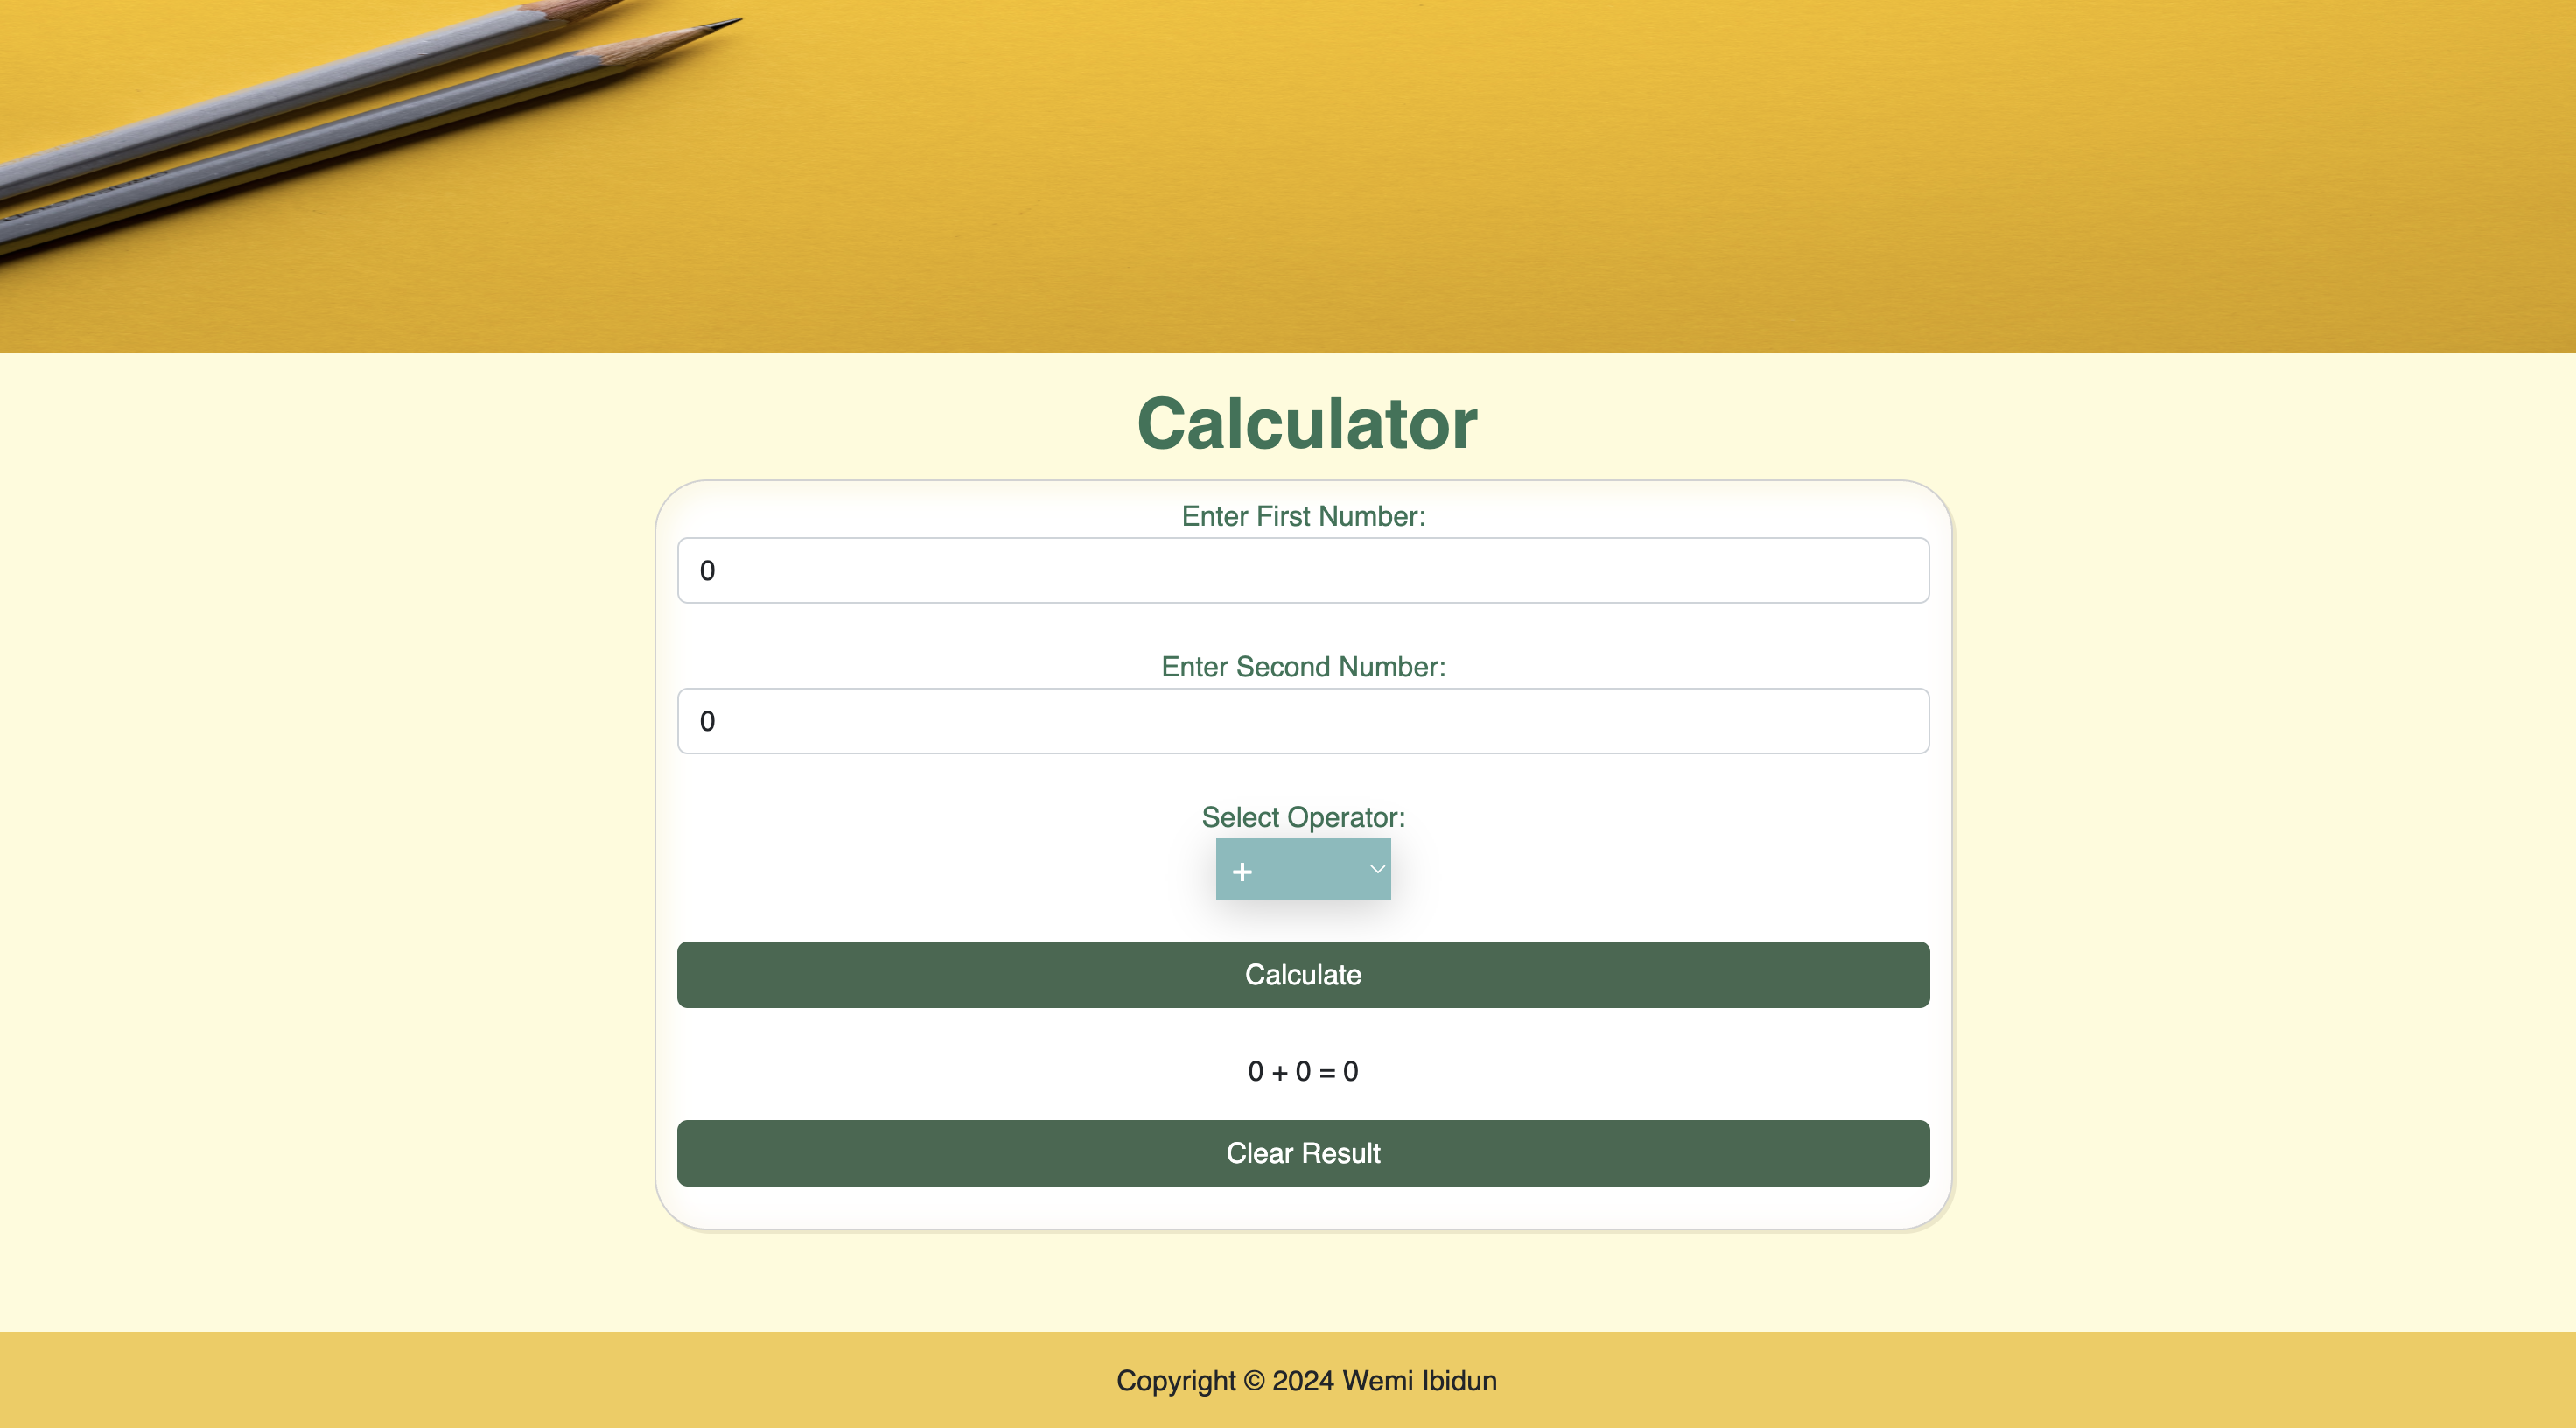 Calculator
Enter First Number:
0
Enter Second Number:
0
Select Operator:
+
Calculate
0 + 0 = 0
Clear Result
Copyright © 2024 Wemi Ibidun